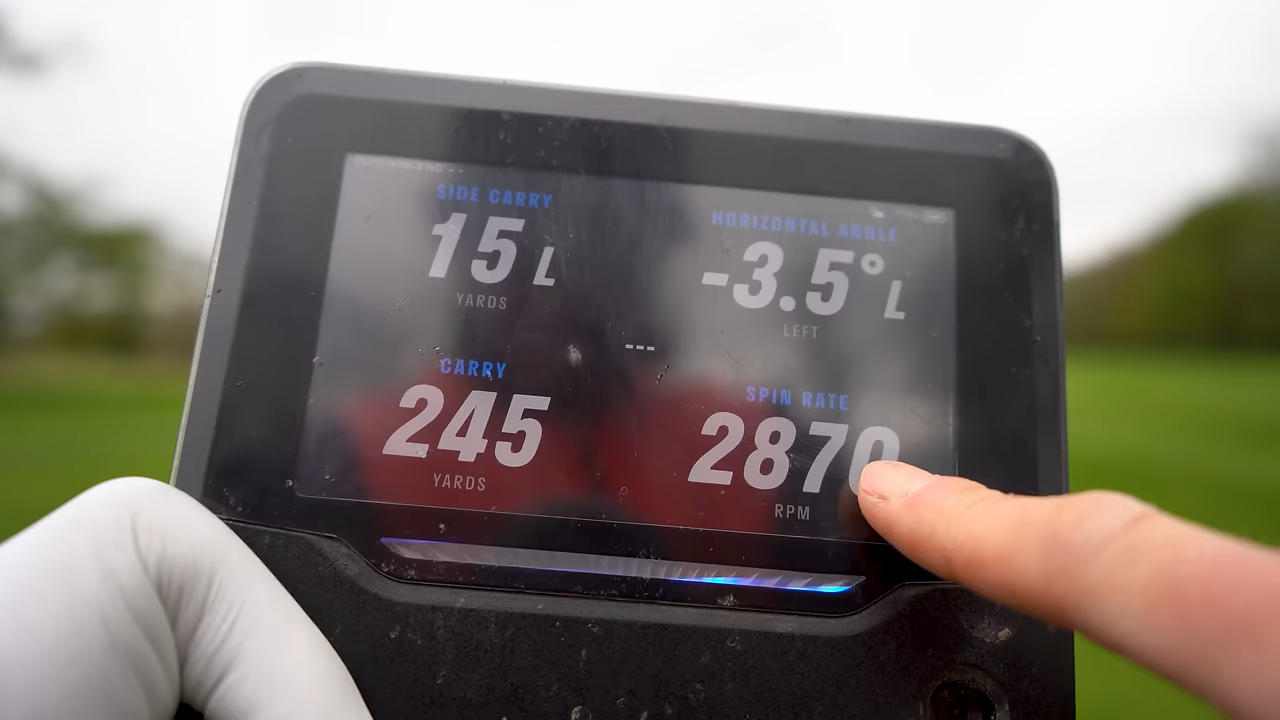 SIDE CARRY
15 L
YARDS
HORIZONTAL ANGLE
-3.5° L
LEFT
---
CARRY
245
YARDS
SPIN RATE
2870
RPM